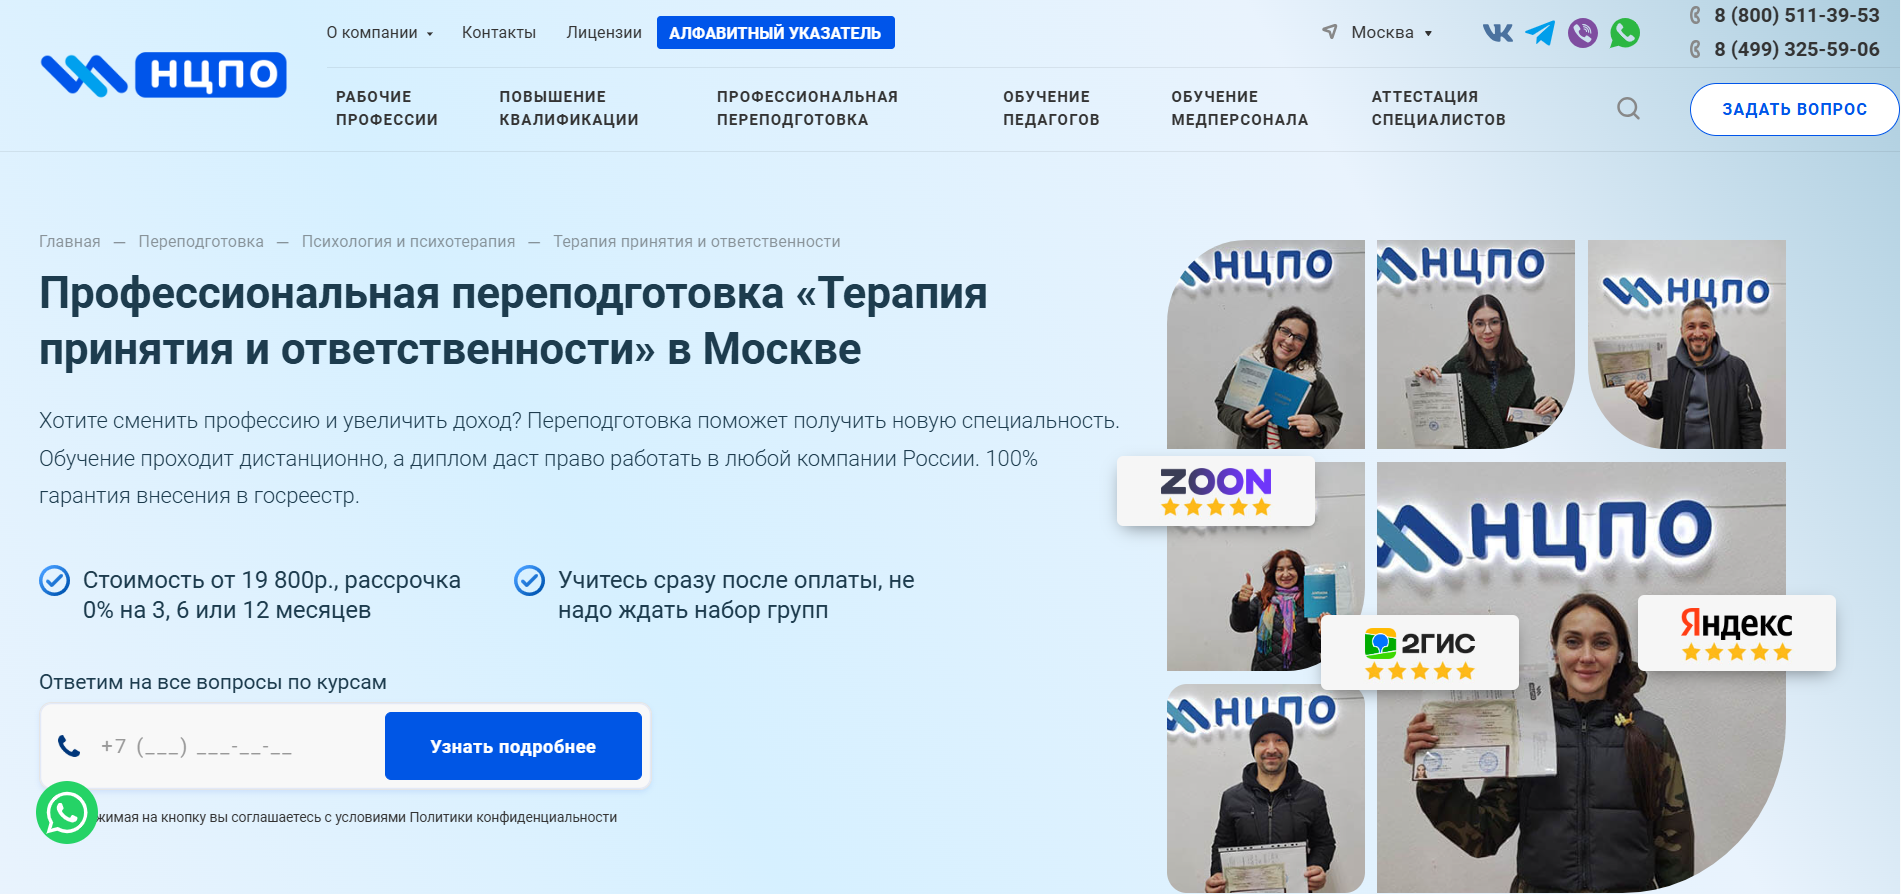 О компании
Контакты
Лицензии
АЛФАВИТНЫЙ УКАЗАТЕЛЬ
Москва
8 (800) 511-39-53
8 (499) 325-59-06
НЦПО
РАБОЧИЕ
ПРОФЕССИИ
ПОВЫШЕНИЕ
КВАЛИФИКАЦИИ
ПРОФЕССИОНАЛЬНАЯ
ПЕРЕПОДГОТОВКА
ОБУЧЕНИЕ
ПЕДАГОГОВ
ОБУЧЕНИЕ
МЕДПЕРСОНАЛА
АТТЕСТАЦИЯ
СПЕЦИАЛИСТОВ
ЗАДАТЬ ВОПРОС
Главная — Переподготовка — Психология и психотерапия — Терапия принятия и ответственности
Профессиональная переподготовка «Терапия
принятия и ответственности» в Москве
Хотите сменить профессию и увеличить доход? Переподготовка поможет получить новую специальность.
Обучение проходит дистанционно, а диплом даст право работать в любой компании России. 100%
гарантия внесения в госреестр.
Стоимость от 19 800р., рассрочка
0% на 3, 6 или 12 месяцев
Учитесь сразу после оплаты, не
надо ждать набор групп
Ответим на все вопросы по курсам
+7 (___) ___-__-__
Узнать подробнее
жимая на кнопку вы соглашаетесь с условиями Политики конфиденциальности
НЦПО
НЦПО
НЦПО
ZOON
НЦПО
2ГИС
Яндекс
НЦПО